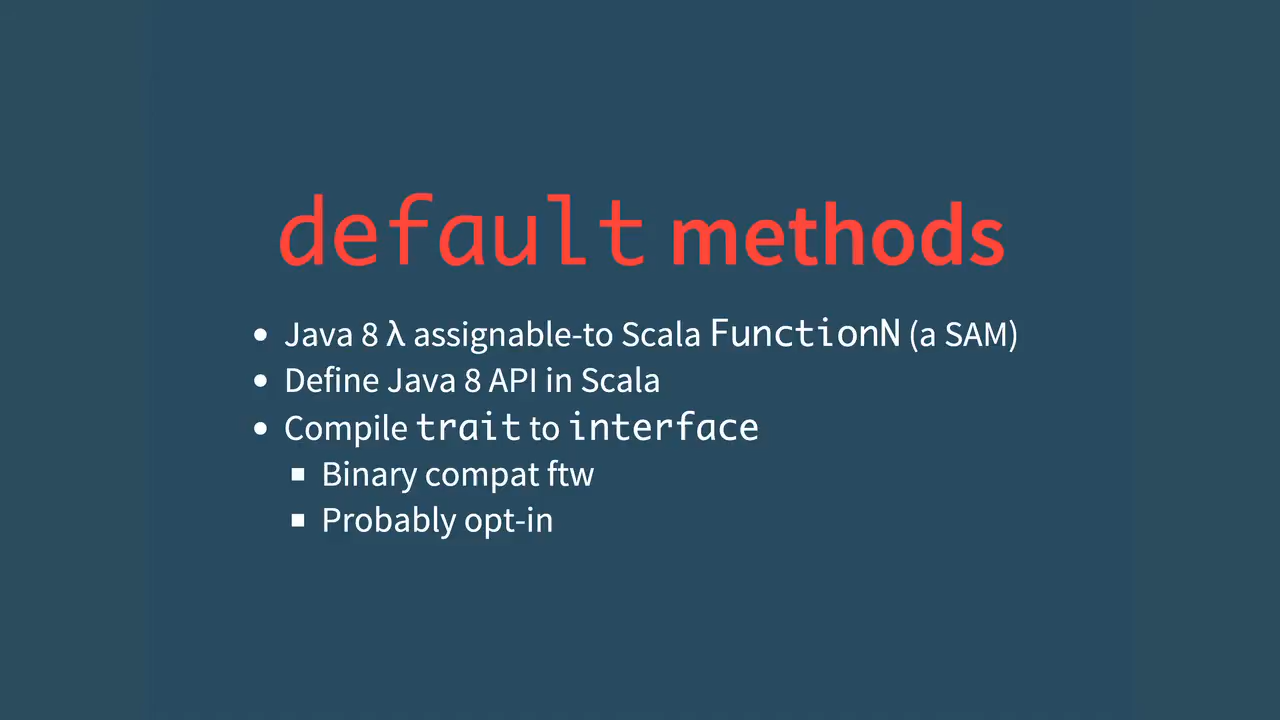 default methods
Java 8 λ assignable-to Scala FunctionN (a SAM)
Define Java 8 API in Scala
Compile trait to interface
Binary compat ftw
Probably opt-in